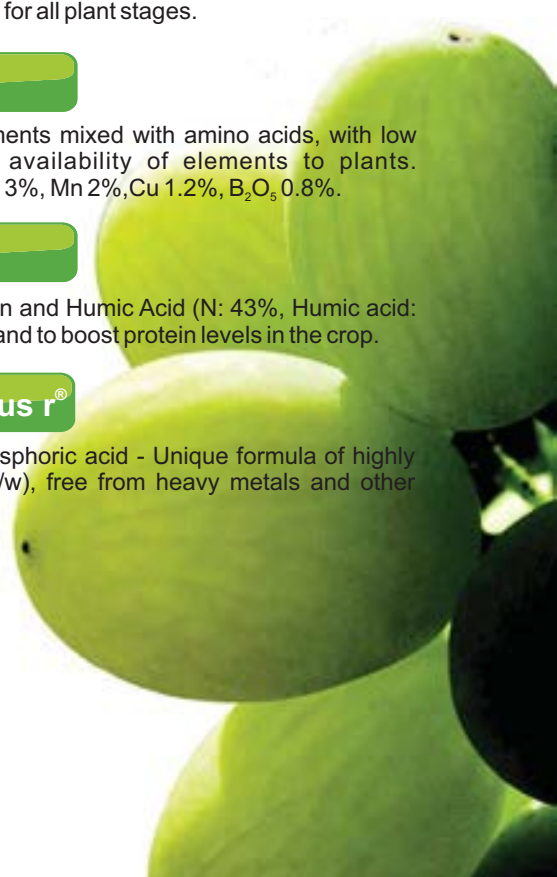 for all plant stages.
ments mixed with amino acids, with low
availability of elements to plants.
3%, Mn 2%,Cu 1.2%, B₂O₅ 0.8%.
n and Humic Acid (N: 43%, Humic acid:
and to boost protein levels in the crop.
us r®
sphoric acid - Unique formula of highly
/w), free from heavy metals and other